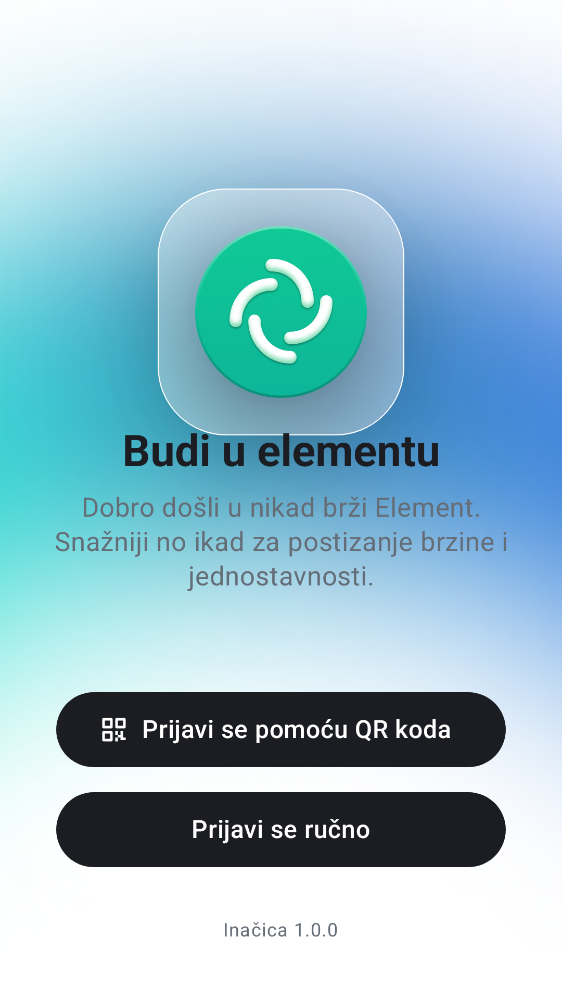 Budi u elementu
Dobro došli u nikad brži Element.
Snažniji no ikad za postizanje brzine i
jednostavnosti.
Prijavi se pomoću QR koda
Prijavi se ručno
Inačica 1.0.0